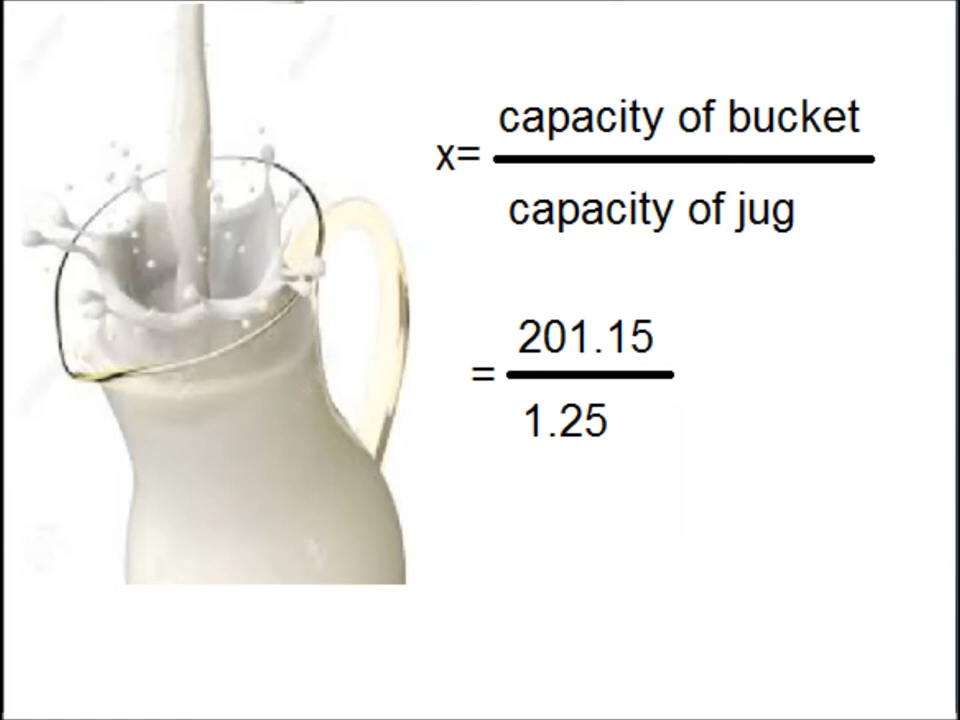 x= capacity of bucket
capacity of jug
= 201.15
1.25